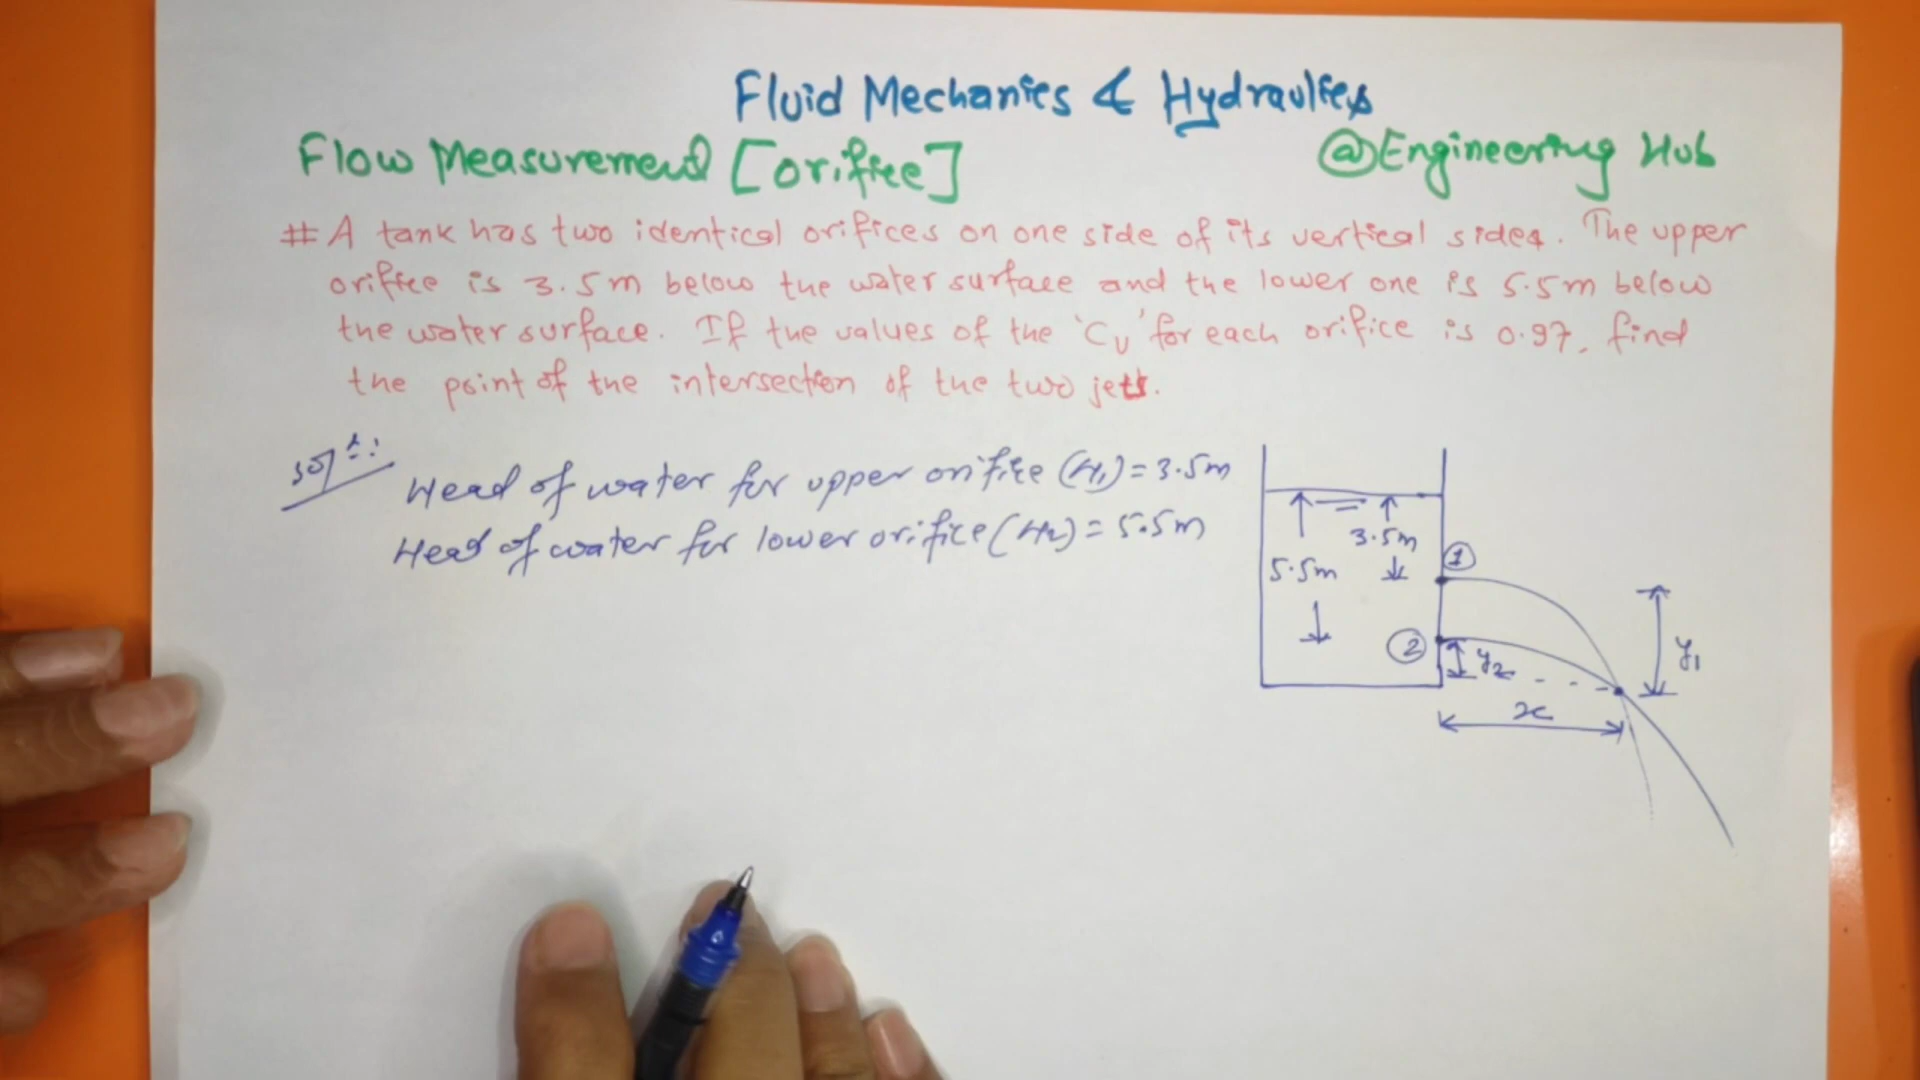 Fluid Mechanics & Hydraulics
Flow Measurement [orifice]
@Engineering Hub
# A tank has two identical orifices on one side of its vertical sides. The upper
orifice is 3.5m below the water surface and the lower one is 5.5m below
the water surface. If the values of the 'Cv' for each orifice is 0.97, find
the point of the intersection of the two jets.
solⁿ:
Head of water for upper orifice (H1) = 3.5m
Head of water for lower orifice (H2) = 5.5m
3.5m
5.5m
1
2
y1
y2
x